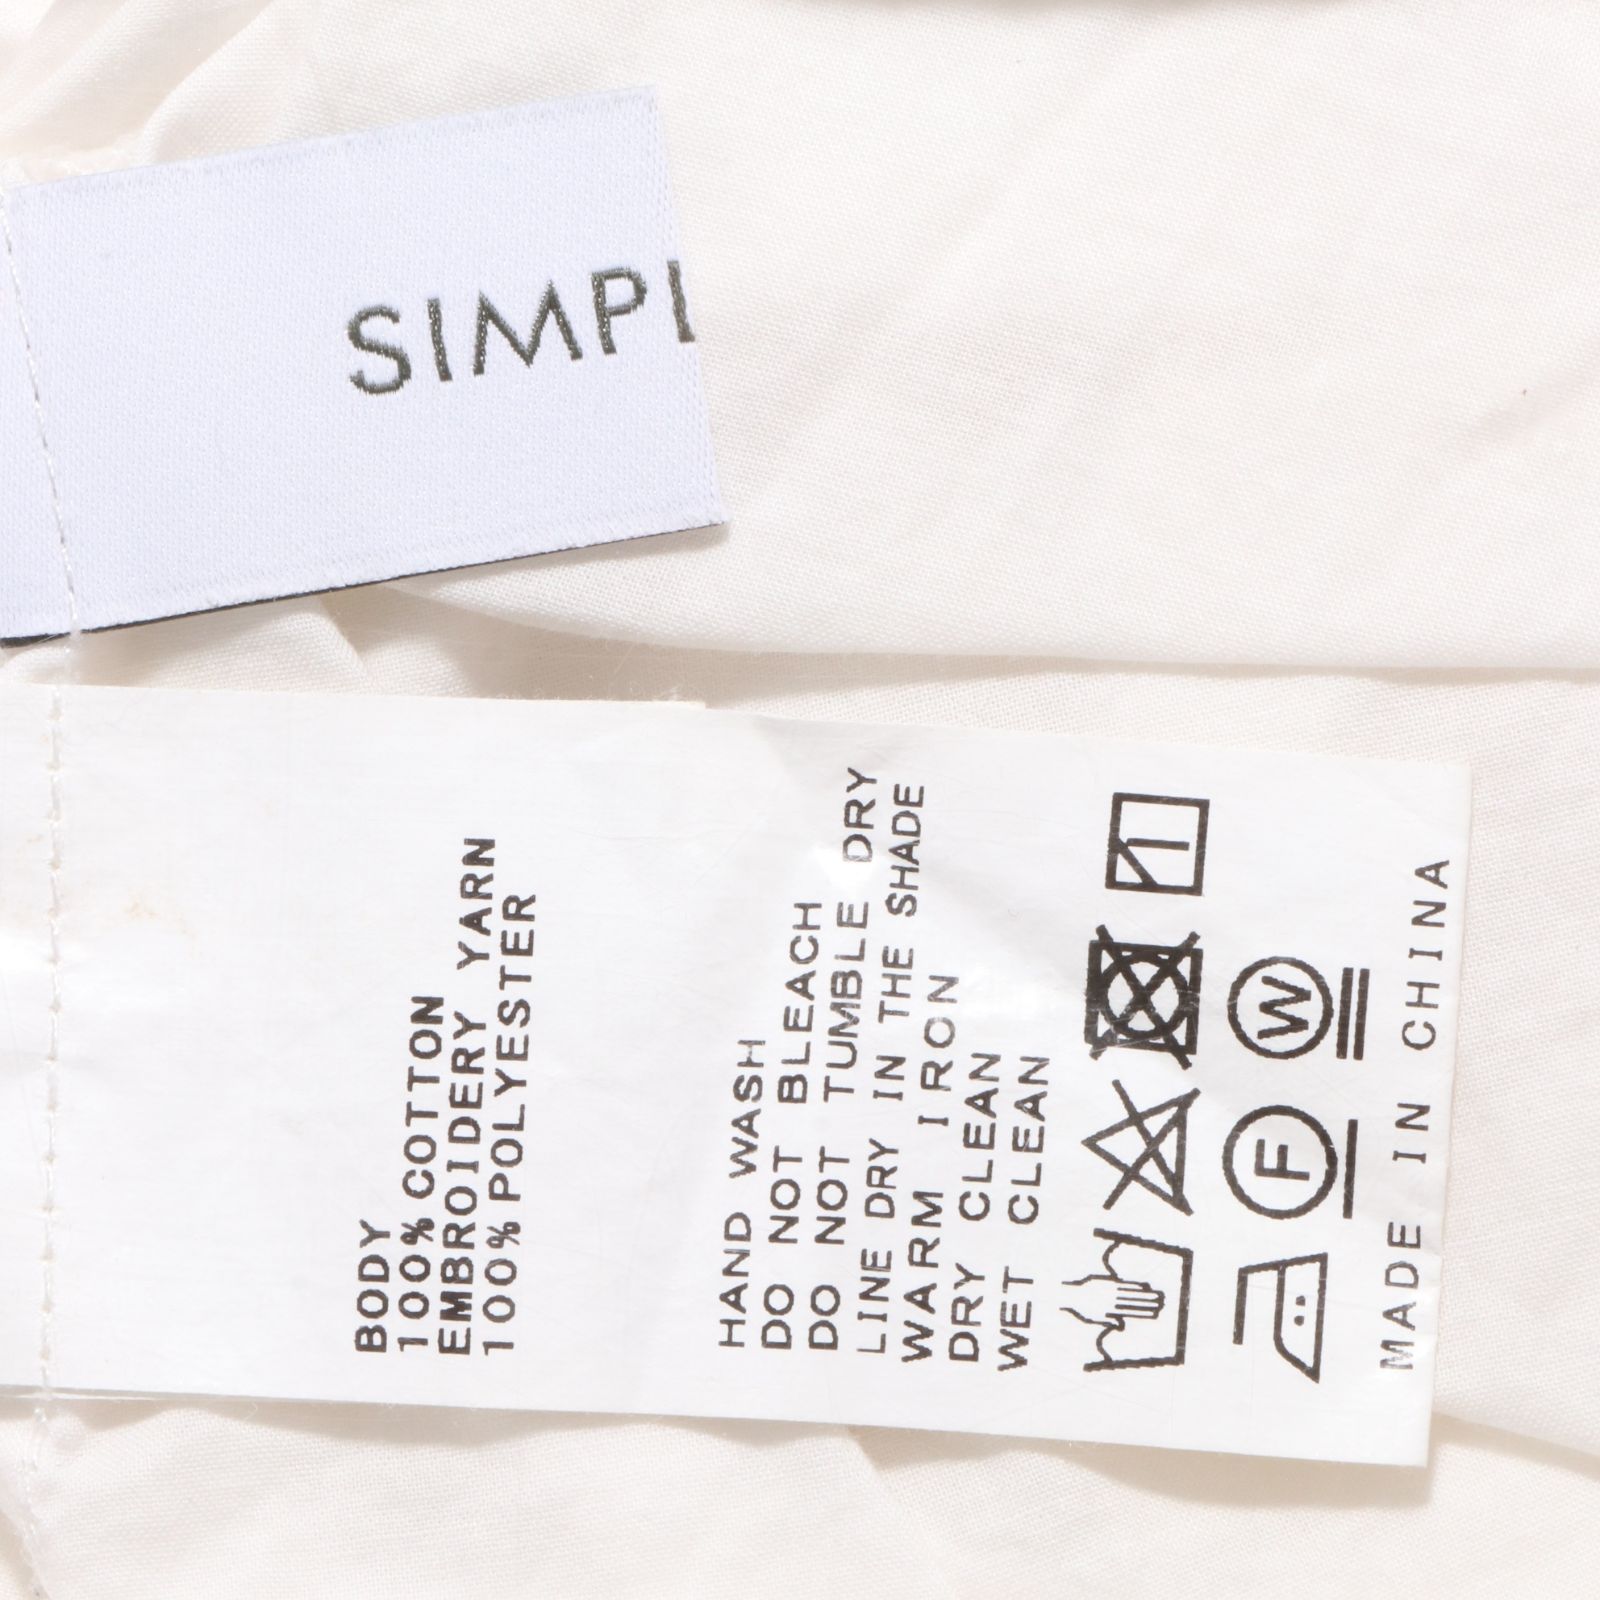 SIMPL
BODY
100% COTTON
EMBROIDERY YARN
100% POLYESTER
HAND WASH
DO NOT BLEACH
DO NOT TUMBLE DRY
LINE DRY IN THE SHADE
WARM IRON
DRY CLEAN
WET CLEAN
F
W
MADE IN CHINA